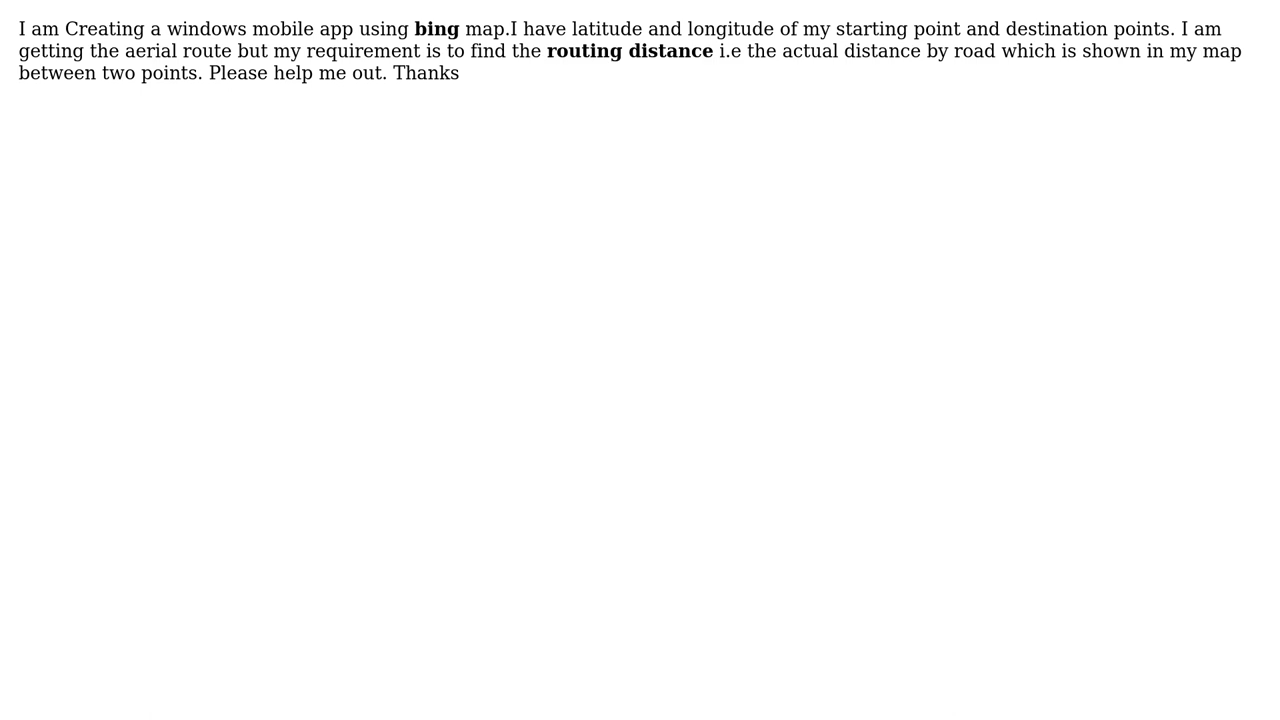 I am Creating a windows mobile app using bing map.I have latitude and longitude of my starting point and destination points. I am
getting the aerial route but my requirement is to find the routing distance i.e the actual distance by road which is shown in my map
between two points. Please help me out. Thanks